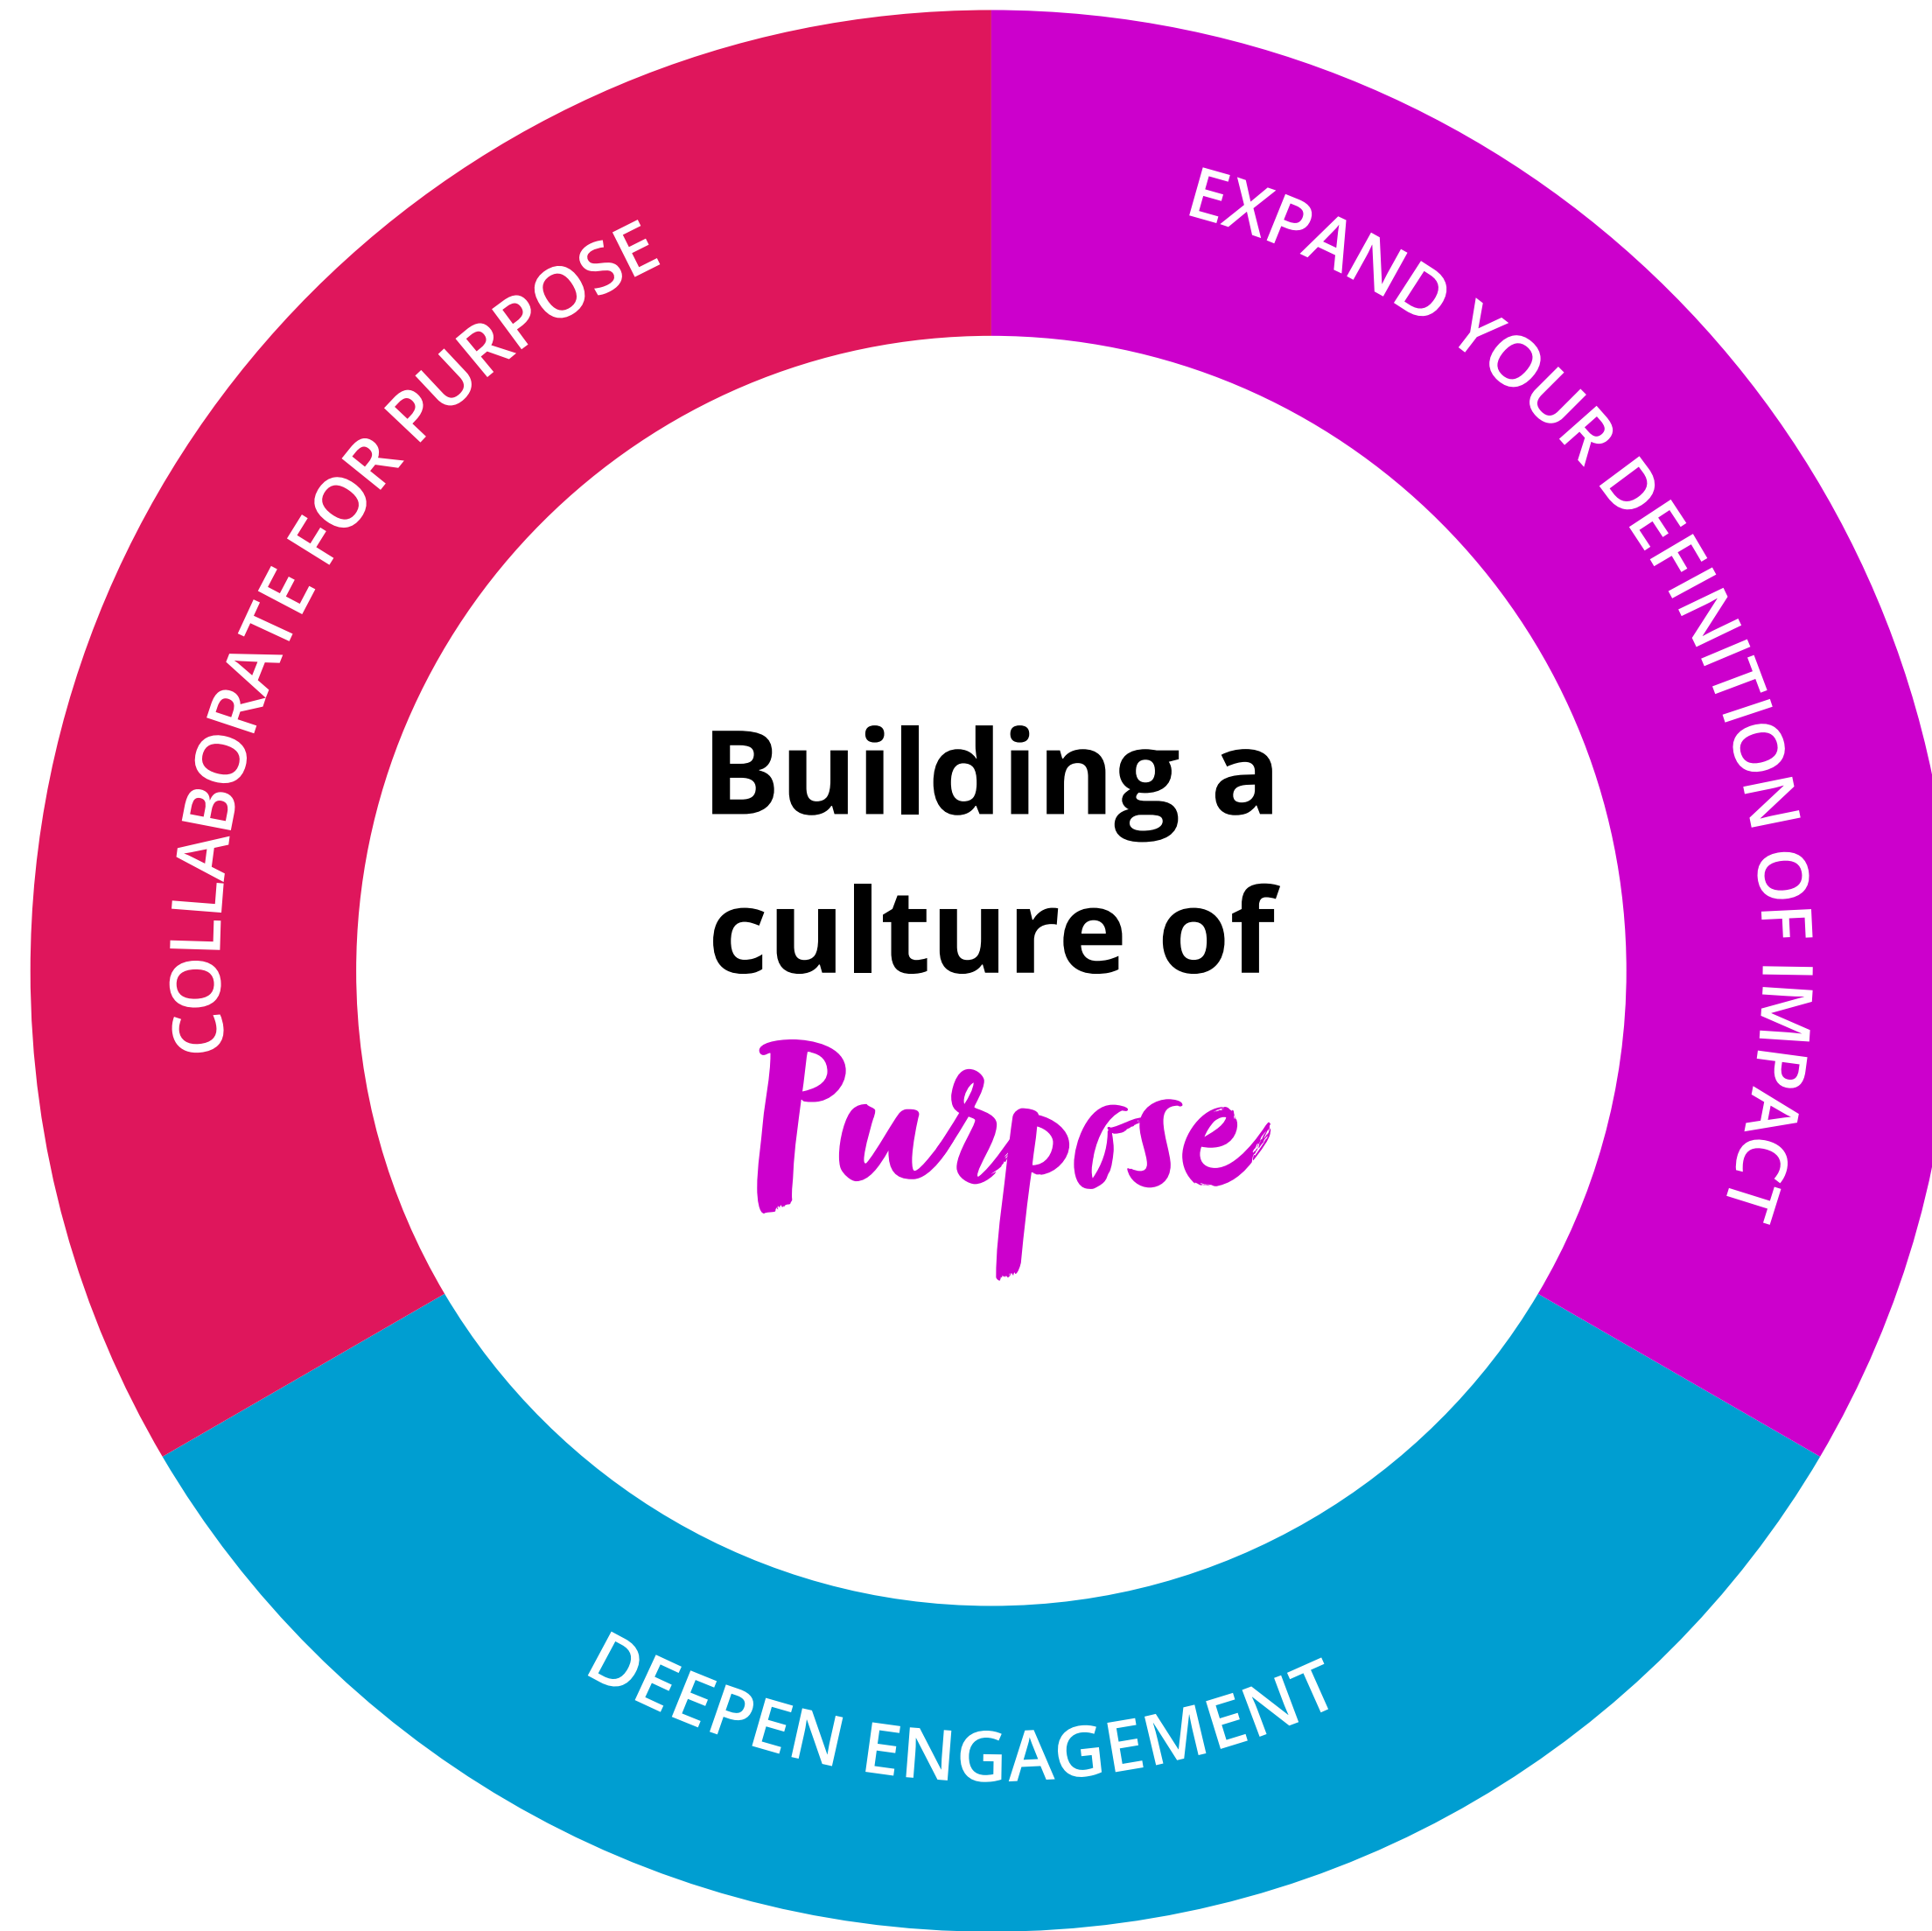 COLLABORATE FOR PURPOSE
EXPAND YOUR DEFINITION OF IMPACT
Building a
culture of
Purpose
DEEPEN ENGAGEMENT